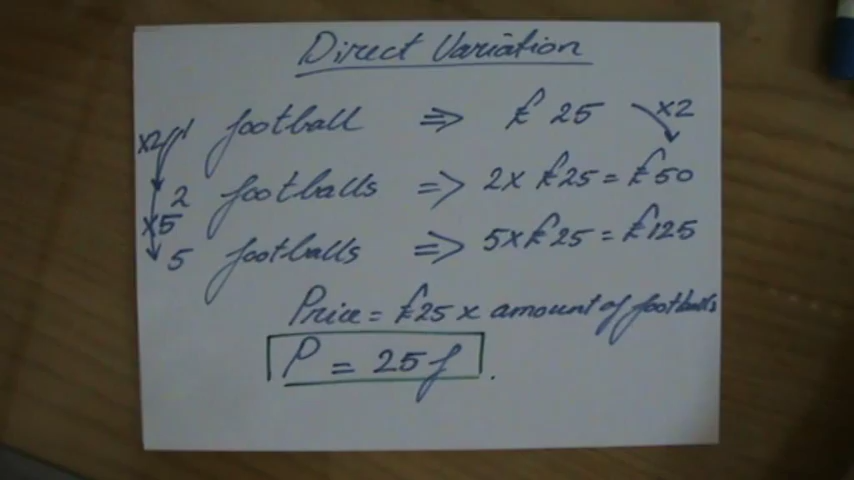 Direct Variation
x2 1 football => £25 x2
2 footballs => 2x £25 = £50
x5
5 footballs => 5x£25 = £125
Price = £25 x amount of footballs
P = 25f.